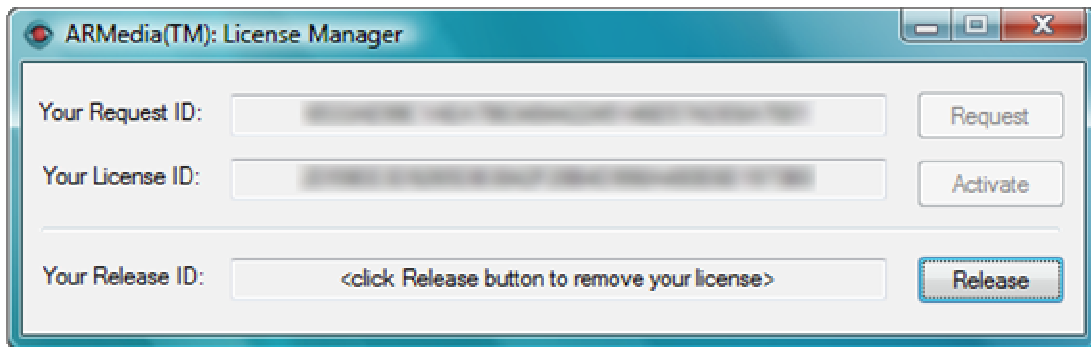 ARMedia(TM): License Manager
Your Request ID: Request
Your License ID: Activate
Your Release ID: <click Release button to remove your license> Release